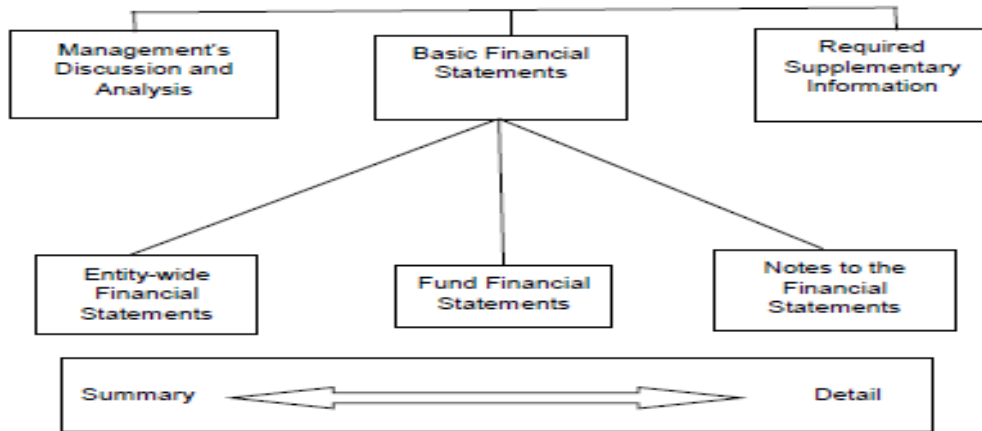 Management's
Discussion and
Analysis
Basic Financial
Statements
Required
Supplementary
Information
Entity-wide
Financial
Statements
Fund Financial
Statements
Notes to the
Financial
Statements
Summary
Detail